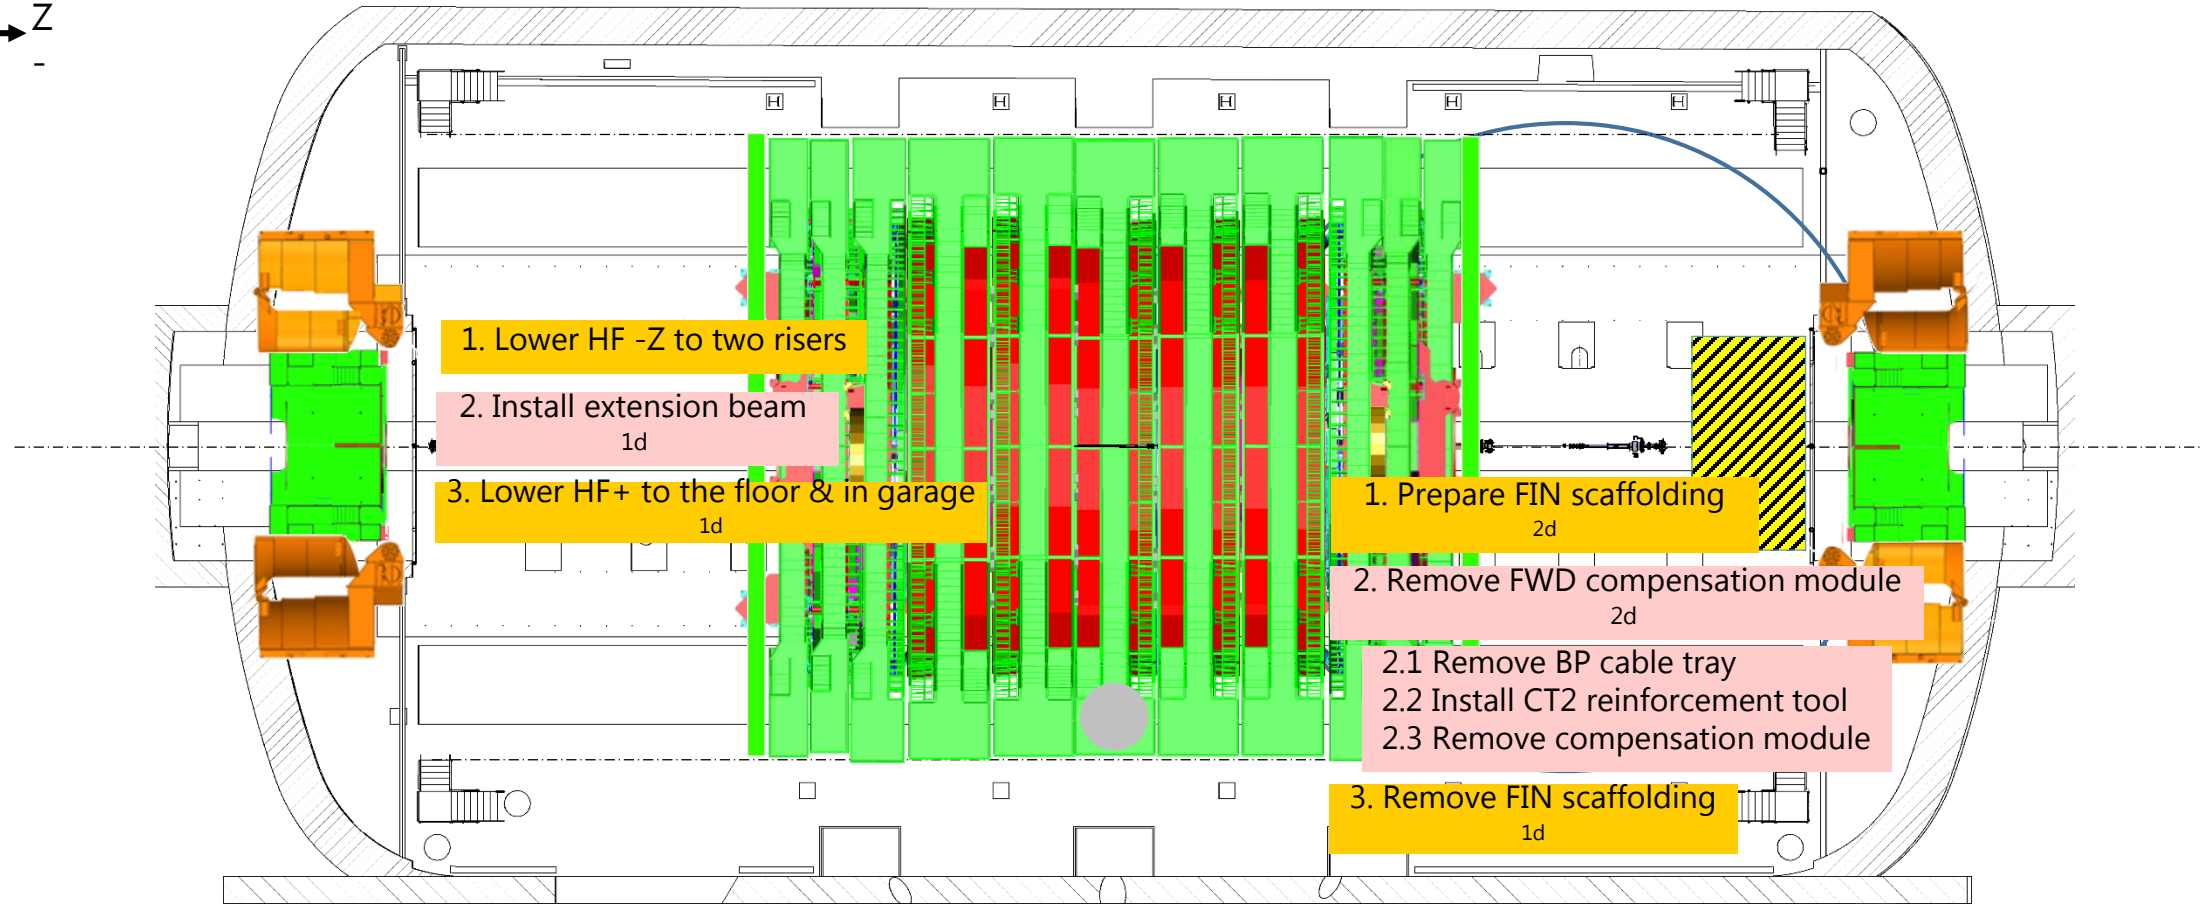 Z
-
H
H
H
H
H
1. Lower HF -Z to two risers
2. Install extension beam
1d
3. Lower HF+ to the floor & in garage
1d
1. Prepare FIN scaffolding
2d
2. Remove FWD compensation module
2d
2.1 Remove BP cable tray
2.2 Install CT2 reinforcement tool
2.3 Remove compensation module
3. Remove FIN scaffolding
1d